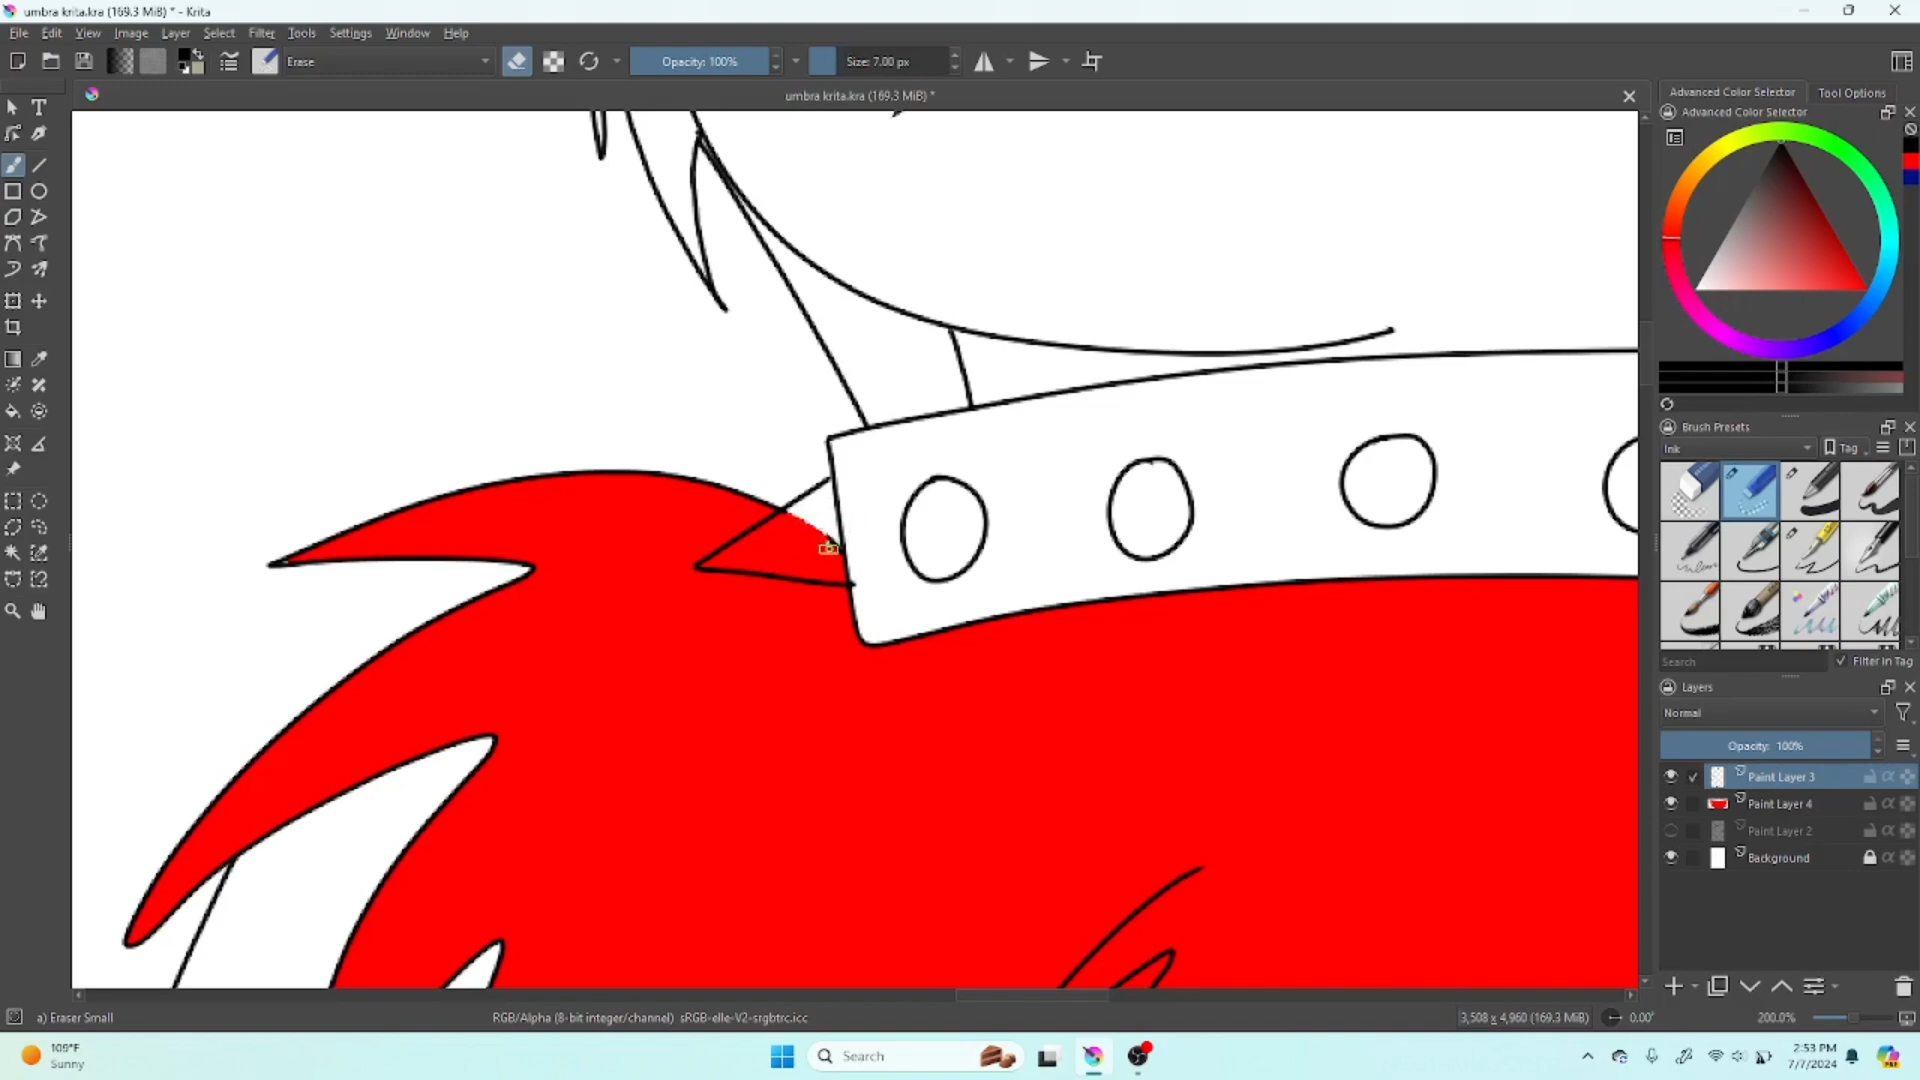 umbra krita.kra (169.3 MiB) * - Krita
File Edit View Image Layer Select Filter Tools Settings Window Help
Erase Opacity: 100% Size: 7.00 px
umbra krita.kra (169.3 MiB) *
Advanced Color Selector Tool Options
Advanced Color Selector
Brush Presets
Ink Tag
Search Filter in Tag
Layers
Normal
Opacity: 100%
Paint Layer 3
Paint Layer 4
Paint Layer 2
Background
a) Eraser Small RGB/Alpha (8-bit integer/channel) sRGB-elle-V2-srgbtrc.icc 3,508 x 4,960 (169.3 MiB) 0.00° 200.0%
109°F
Sunny
Search
2:53 PM
7/7/2024